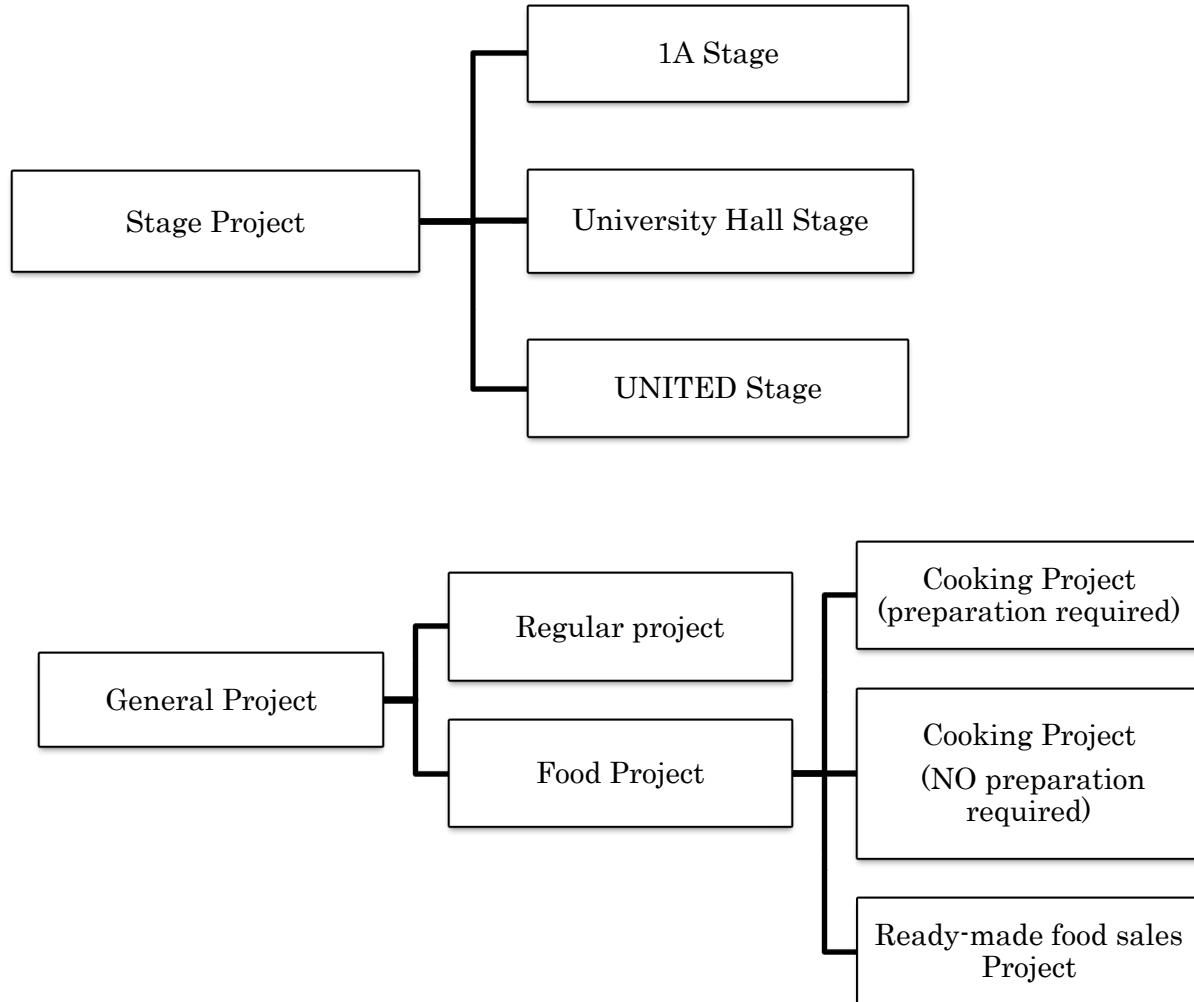 1A Stage
Stage Project
University Hall Stage
UNITED Stage
General Project
Regular project
Food Project
Cooking Project
(preparation required)
Cooking Project
(NO preparation
required)
Ready-made food sales
Project